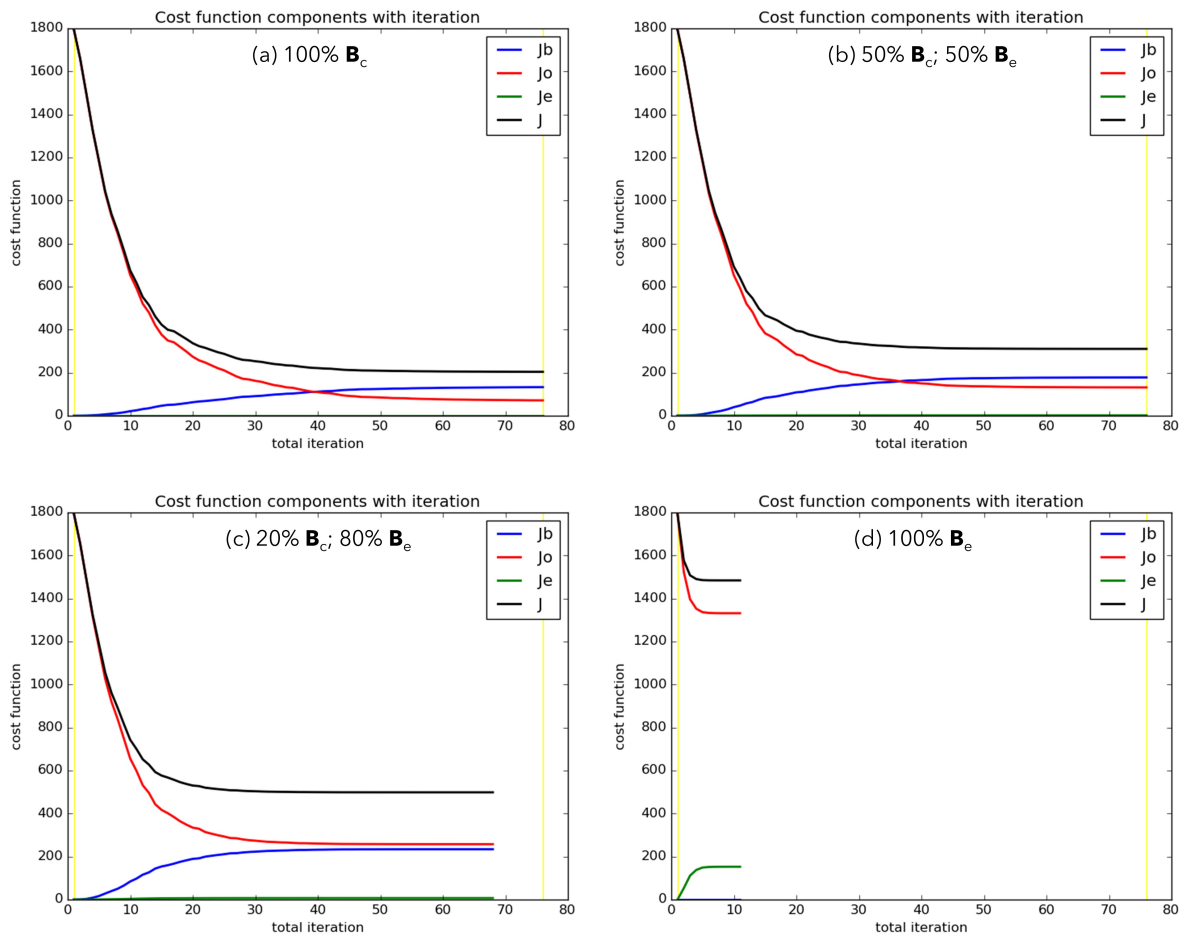 Cost function components with iteration
(a) 100% Bc
Jb
Jo
Je
J
1800
1600
1400
1200
1000
800
600
400
200
0
cost function
0 10 20 30 40 50 60 70 80
total iteration
Cost function components with iteration
(b) 50% Bc; 50% Be
Jb
Jo
Je
J
1800
1600
1400
1200
1000
800
600
400
200
0
cost function
0 10 20 30 40 50 60 70 80
total iteration
Cost function components with iteration
(c) 20% Bc; 80% Be
Jb
Jo
Je
J
1800
1600
1400
1200
1000
800
600
400
200
0
cost function
0 10 20 30 40 50 60 70 80
total iteration
Cost function components with iteration
(d) 100% Be
Jb
Jo
Je
J
1800
1600
1400
1200
1000
800
600
400
200
0
cost function
0 10 20 30 40 50 60 70 80
total iteration